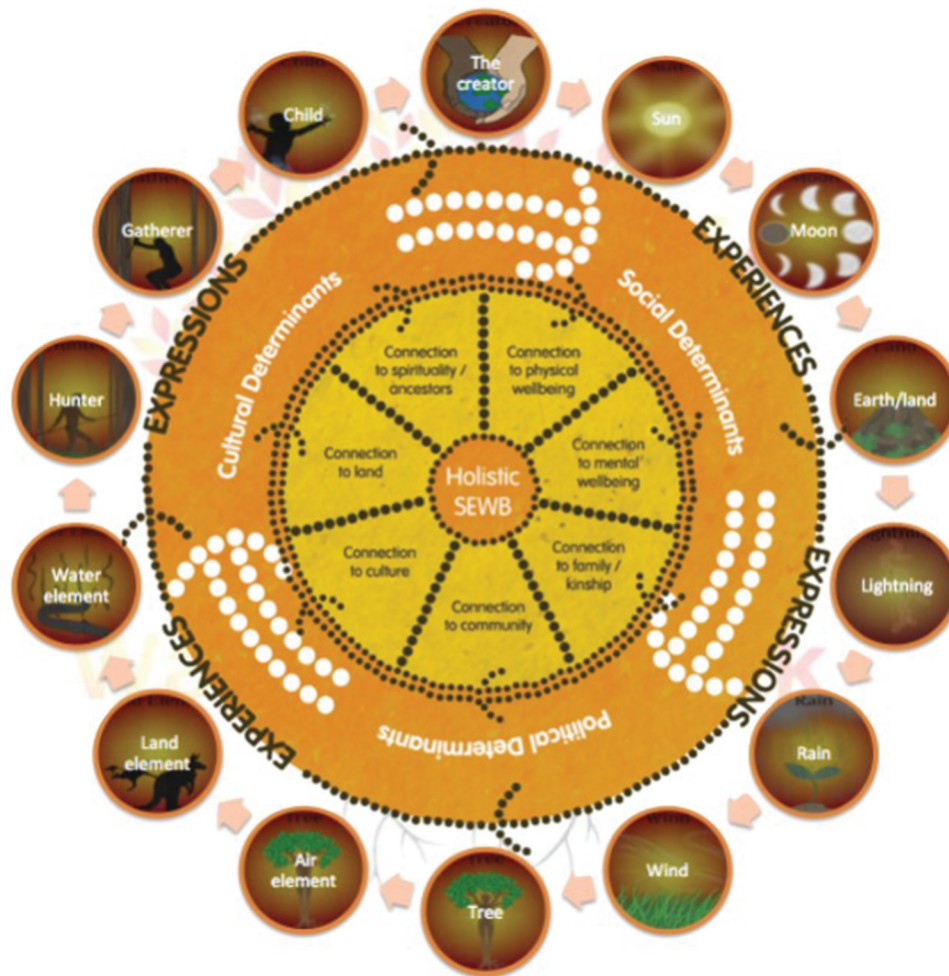 The
creator
Sun
Moon
Earth/land
Lightning
Rain
Wind
Tree
Air
element
Land
element
Water
element
Hunter
Gatherer
Child
EXPERIENCES
EXPRESSIONS
EXPERIENCES
EXPRESSIONS
Social Determinants
Political Determinants
Cultural Determinants
Connection
to physical
wellbeing
Connection
to mental
wellbeing
Connection
to family /
kinship
Connection
to community
Connection
to culture
Connection
to land
Connection
to spirituality /
ancestors
Holistic
SEWB